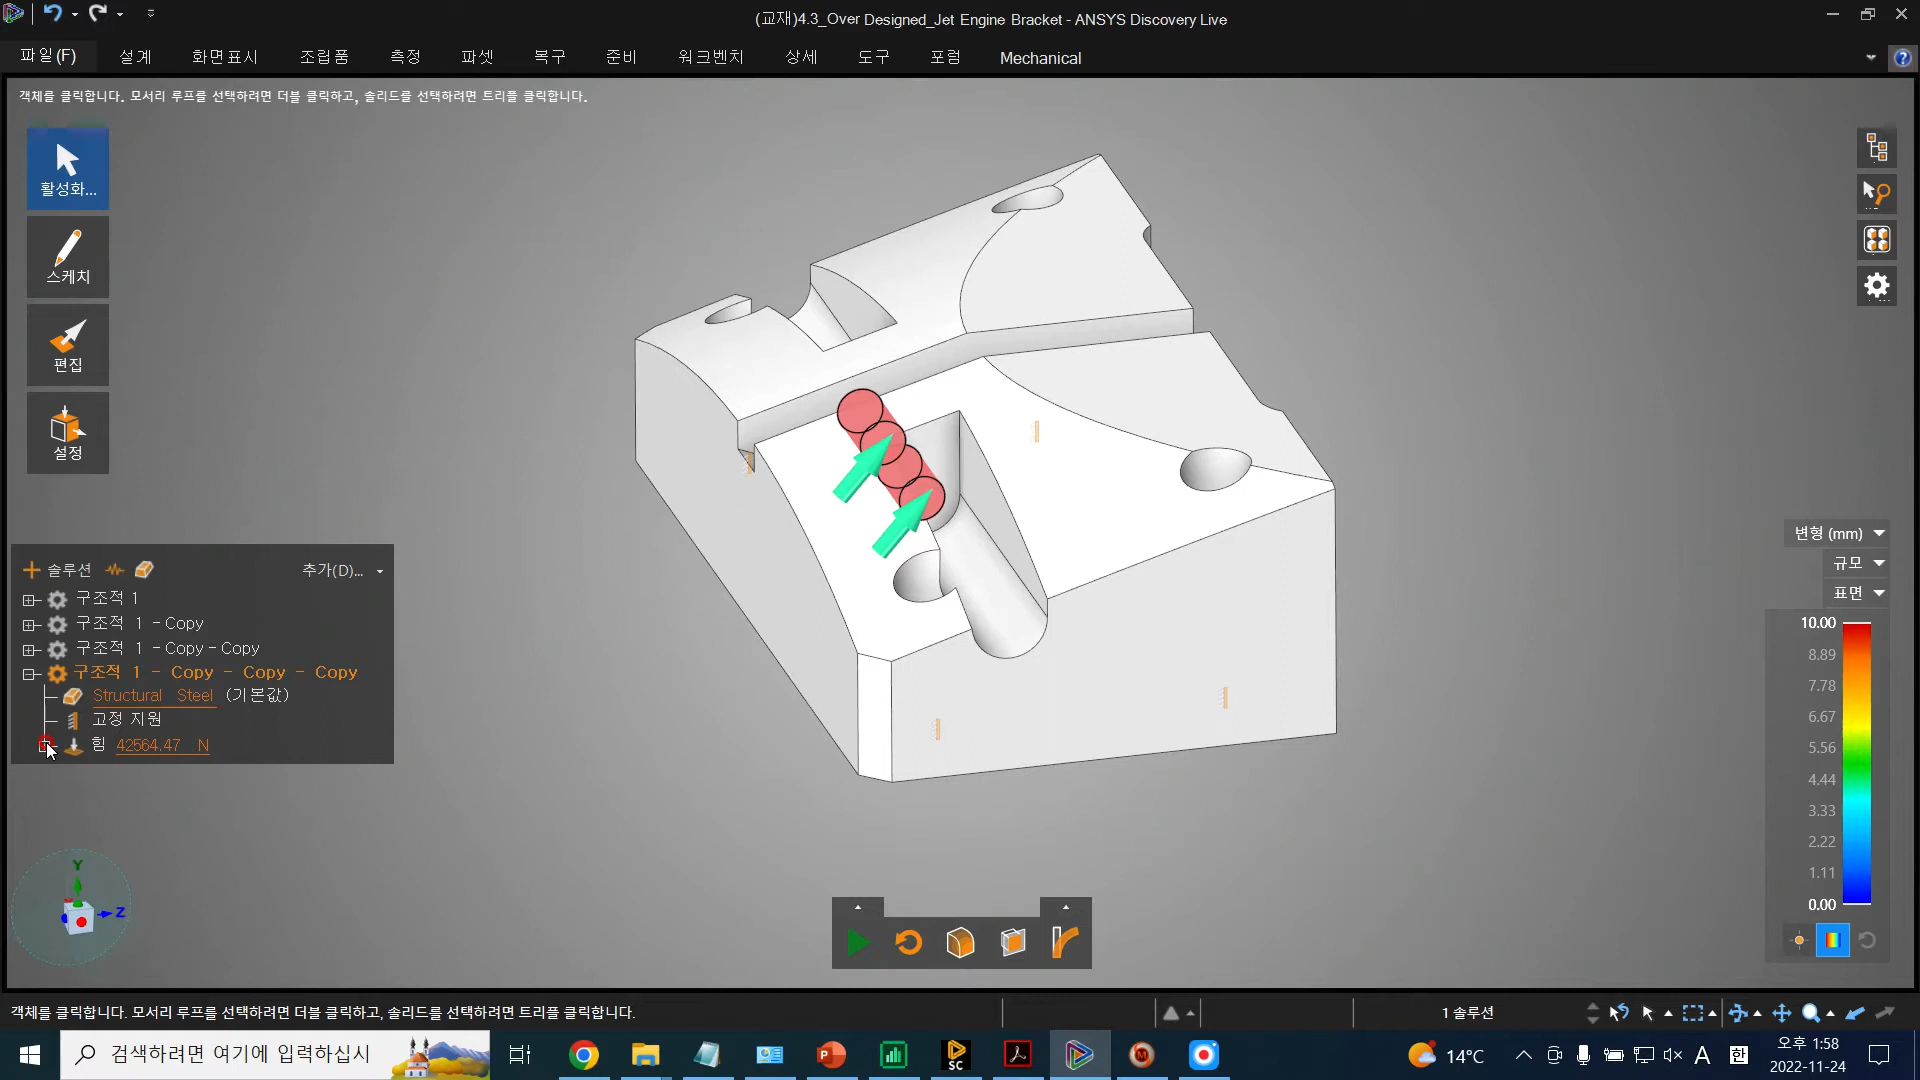 (교재)4.3_Over Designed_Jet Engine Bracket - ANSYS Discovery Live
파일(F) 설계 화면표시 조립품 측정 파셋 복구 준비 워크벤치 상세 도구 포럼 Mechanical
객체를 클릭합니다. 모서리 루프를 선택하려면 더블 클릭하고, 솔리드를 선택하려면 트리플 클릭합니다.
활성화...
스케치
편집
설정
솔루션 추가(D)...
구조적 1
구조적 1 - Copy
구조적 1 - Copy - Copy
구조적 1 - Copy - Copy - Copy
Structural Steel (기본값)
고정 지원
힘 42564.47 N
변형 (mm)
규모
표면
10.00
8.89
7.78
6.67
5.56
4.44
3.33
2.22
1.11
0.00
Y
Z
객체를 클릭합니다. 모서리 루프를 선택하려면 더블 클릭하고, 솔리드를 선택하려면 트리플 클릭합니다.
1 솔루션
검색하려면 여기에 입력하십시
SC
14°C
A
한
오후 1:58
2022-11-24